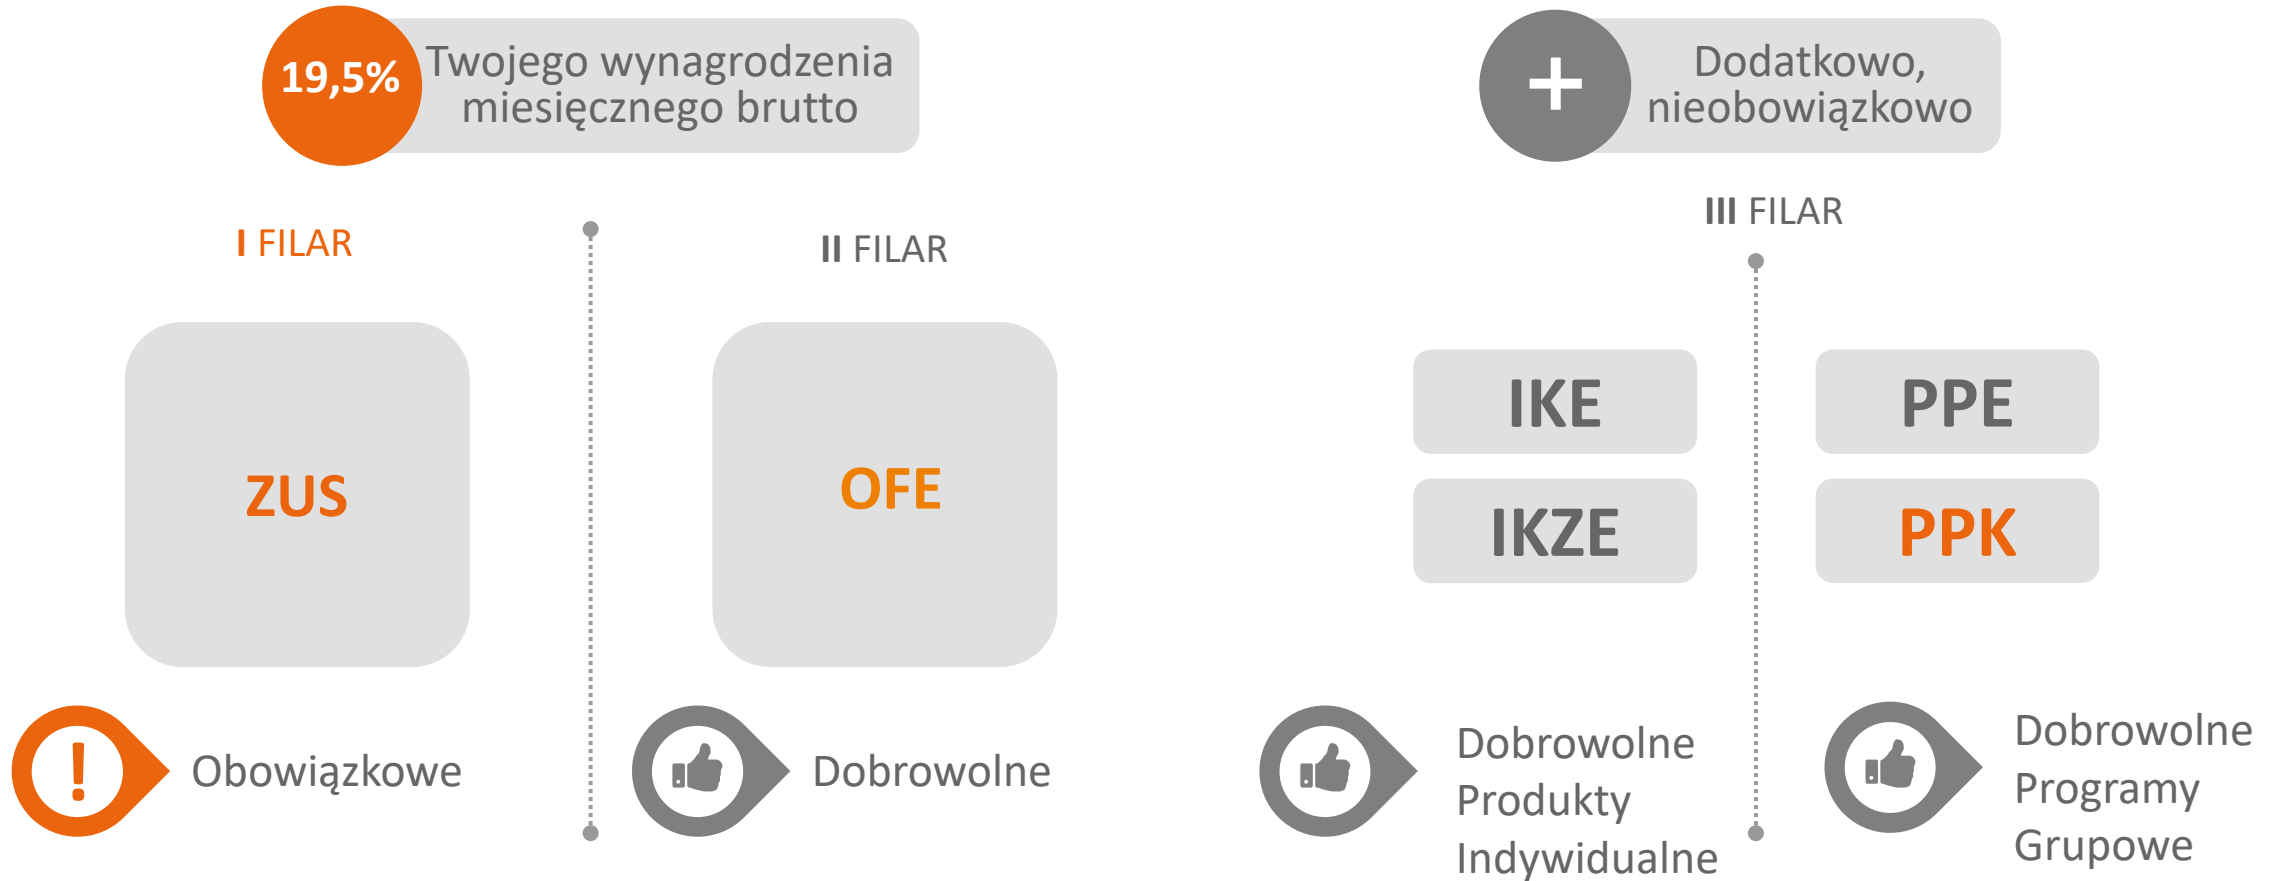 19,5%
Twojego wynagrodzenia
miesięcznego brutto
I FILAR
II FILAR
ZUS
OFE
!
Obowiązkowe
Dobrowolne
+
Dodatkowo,
nieobowiązkowo
III FILAR
IKE
PPE
IKZE
PPK
Dobrowolne
Produkty
Indywidualne
Dobrowolne
Programy
Grupowe